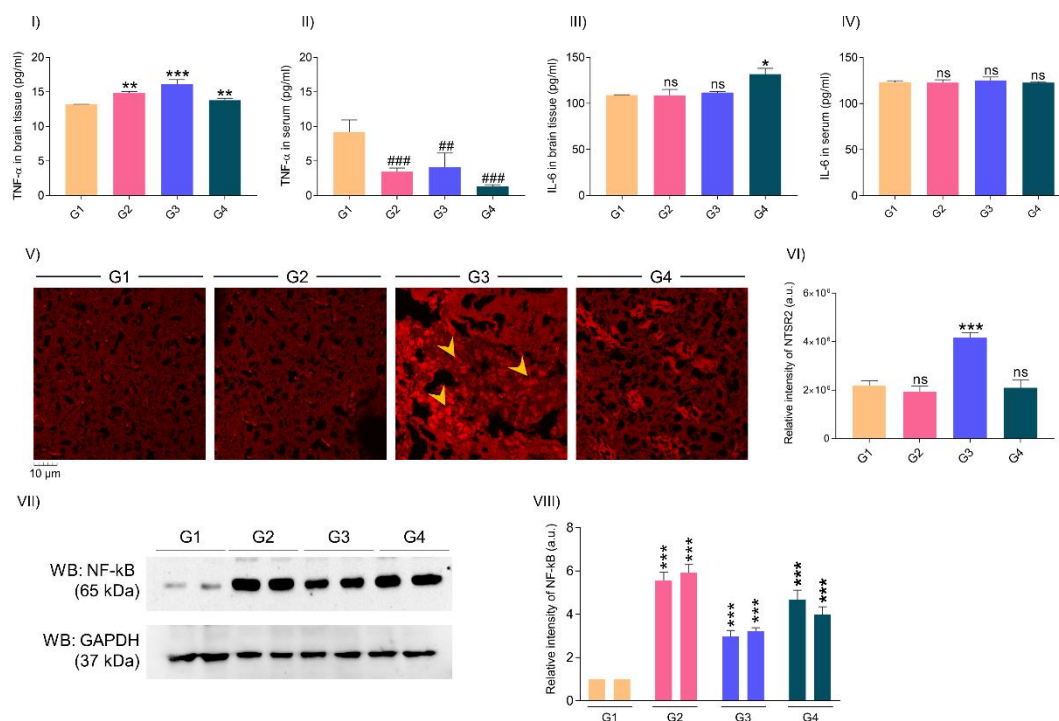 I)
TNF-α in brain tissue (pg/ml)
20
15
10
5
0
**
***
**
G1
G2
G3
G4
II)
TNF-α in serum (pg/ml)
20
15
10
5
0
###
##
###
G1
G2
G3
G4
III)
IL-6 in brain tissue (pg/ml)
150
100
50
0
ns
ns
*
G1
G2
G3
G4
IV)
IL-6 in serum (pg/ml)
150
100
50
0
ns
ns
ns
G1
G2
G3
G4
V)
G1
G2
G3
G4
10 µm
VI)
Relative intensity of NTSR2 (a.u.)
6×10⁶
4×10⁶
2×10⁶
0
ns
***
ns
G1
G2
G3
G4
VII)
G1
G2
G3
G4
WB: NF-kB
(65 kDa)
WB: GAPDH
(37 kDa)
VIII)
Relative intensity of NF-kB (a.u.)
8
6
4
2
0
***
***
***
***
***
***
G1
G2
G3
G4